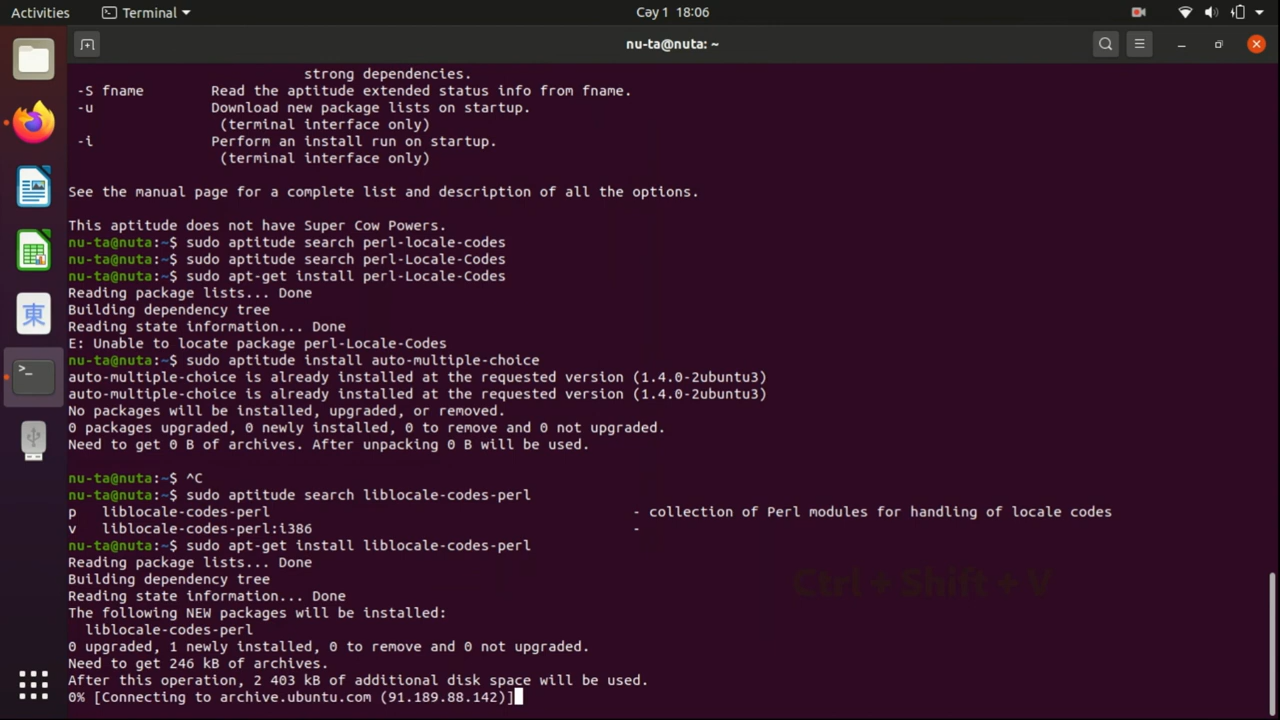 Activities
Terminal
Cəy 1 18:06
nu-ta@nuta: ~
strong dependencies.
-S fname Read the aptitude extended status info from fname.
-u Download new package lists on startup.
(terminal interface only)
-i Perform an install run on startup.
(terminal interface only)
See the manual page for a complete list and description of all the options.
This aptitude does not have Super Cow Powers.
nu-ta@nuta:~$ sudo aptitude search perl-locale-codes
nu-ta@nuta:~$ sudo aptitude search perl-Locale-Codes
nu-ta@nuta:~$ sudo apt-get install perl-Locale-Codes
Reading package lists... Done
Building dependency tree
Reading state information... Done
E: Unable to locate package perl-Locale-Codes
nu-ta@nuta:~$ sudo aptitude install auto-multiple-choice
auto-multiple-choice is already installed at the requested version (1.4.0-2ubuntu3)
auto-multiple-choice is already installed at the requested version (1.4.0-2ubuntu3)
No packages will be installed, upgraded, or removed.
0 packages upgraded, 0 newly installed, 0 to remove and 0 not upgraded.
Need to get 0 B of archives. After unpacking 0 B will be used.
nu-ta@nuta:~$ ^C
nu-ta@nuta:~$ sudo aptitude search liblocale-codes-perl
p liblocale-codes-perl - collection of Perl modules for handling of locale codes
v liblocale-codes-perl:i386 -
nu-ta@nuta:~$ sudo apt-get install liblocale-codes-perl
Reading package lists... Done
Building dependency tree
Reading state information... Done
The following NEW packages will be installed:
liblocale-codes-perl
0 upgraded, 1 newly installed, 0 to remove and 0 not upgraded.
Need to get 246 kB of archives.
After this operation, 2 403 kB of additional disk space will be used.
0% [Connecting to archive.ubuntu.com (91.189.88.142)]
Ctrl + Shift + V
東
>_